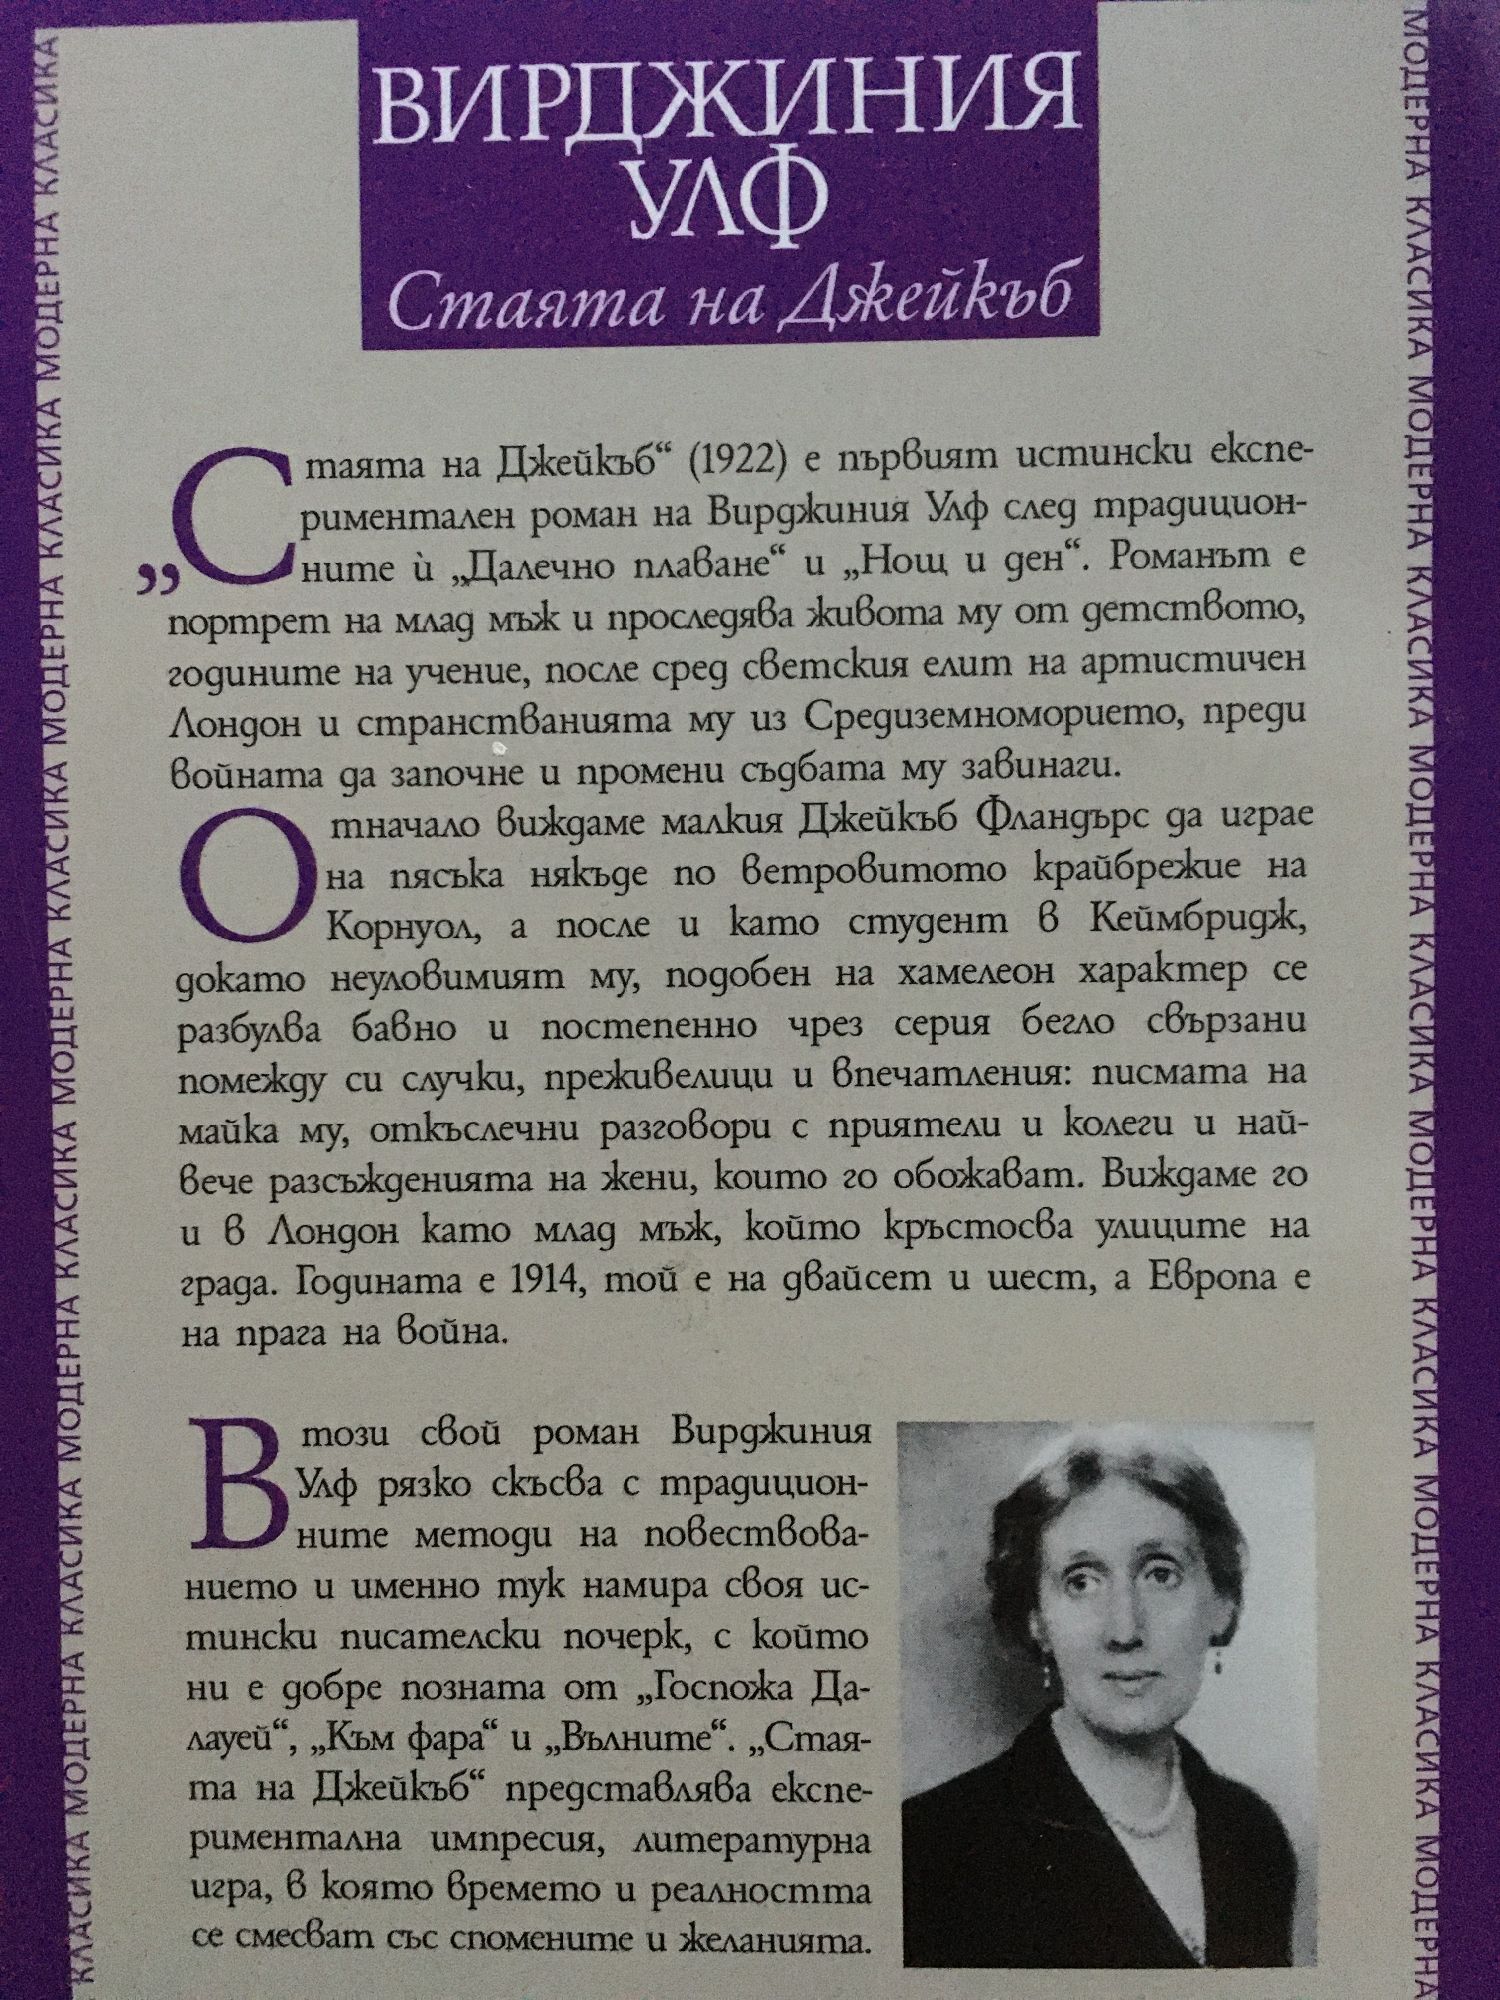 ВИРДЖИНИЯ
УЛФ
Стаята на Джейкъб
„Стаята на Джейкъб“ (1922) е първият истински експе-
риментален роман на Вирджиния Улф след традицион-
ните ѝ „Далечно плаване“ и „Нощ и ден“. Романът е
портрет на млад мъж и проследява живота му от детството,
годините на учение, после сред светския елит на артистичен
Лондон и странстванията му из Средиземноморието, преди
войната да започне и промени съдбата му завинаги.
Отначало виждаме малкия Джейкъб Фландърс да играе
на пясъка някъде по ветровитото крайбрежие на
Корнуол, а после и като студент в Кеймбридж,
докато неуловимият му, подобен на хамелеон характер се
разбулва бавно и постепенно чрез серия бегло свързани
помежду си случки, преживелици и впечатления: писмата на
майка му, откъслечни разговори с приятели и колеги и най-
вече разсъжденията на жени, които го обожават. Виждаме го
и в Лондон като млад мъж, който кръстосва улиците на
града. Годината е 1914, той е на двайсет и шест, а Европа е
на прага на война.
В този свой роман Вирджиния
Улф рязко скъсва с традицион-
ните методи на повествова-
нието и именно тук намира своя ис-
тински писателски почерк, с който
ни е добре позната от „Госпожа Да-
лауей“, „Към фара“ и „Вълните“. „Стая-
та на Джейкъб“ представлява експе-
риментална импресия, литературна
игра, в която времето и реалността
се смесват със спомените и желанията.
КЛАСИКА МОДЕРНА КЛАСИКА МОДЕРНА КЛАСИКА МОДЕРНА КЛАСИКА МОДЕРНА КЛАСИКА МОДЕРНА КЛАСИКА
МОДЕРНА КЛАСИКА МОДЕРНА КЛАСИКА МОДЕРНА КЛАСИКА МОДЕРНА КЛАСИКА МОДЕРНА КЛАСИКА МОДЕРНА